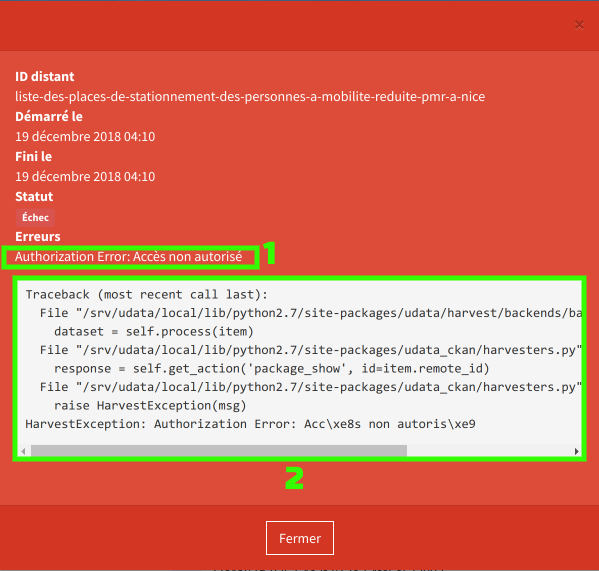 ×
ID distant
liste-des-places-de-stationnement-des-personnes-a-mobilite-reduite-pmr-a-nice
Démarré le
19 décembre 2018 04:10
Fini le
19 décembre 2018 04:10
Statut
Échec
Erreurs
Authorization Error: Accès non autorisé
1
Traceback (most recent call last):
File "/srv/udata/local/lib/python2.7/site-packages/udata/harvest/backends/ba
dataset = self.process(item)
File "/srv/udata/local/lib/python2.7/site-packages/udata_ckan/harvesters.py"
response = self.get_action('package_show', id=item.remote_id)
File "/srv/udata/local/lib/python2.7/site-packages/udata_ckan/harvesters.py"
raise HarvestException(msg)
HarvestException: Authorization Error: Acc\xe8s non autoris\xe9
2
Fermer